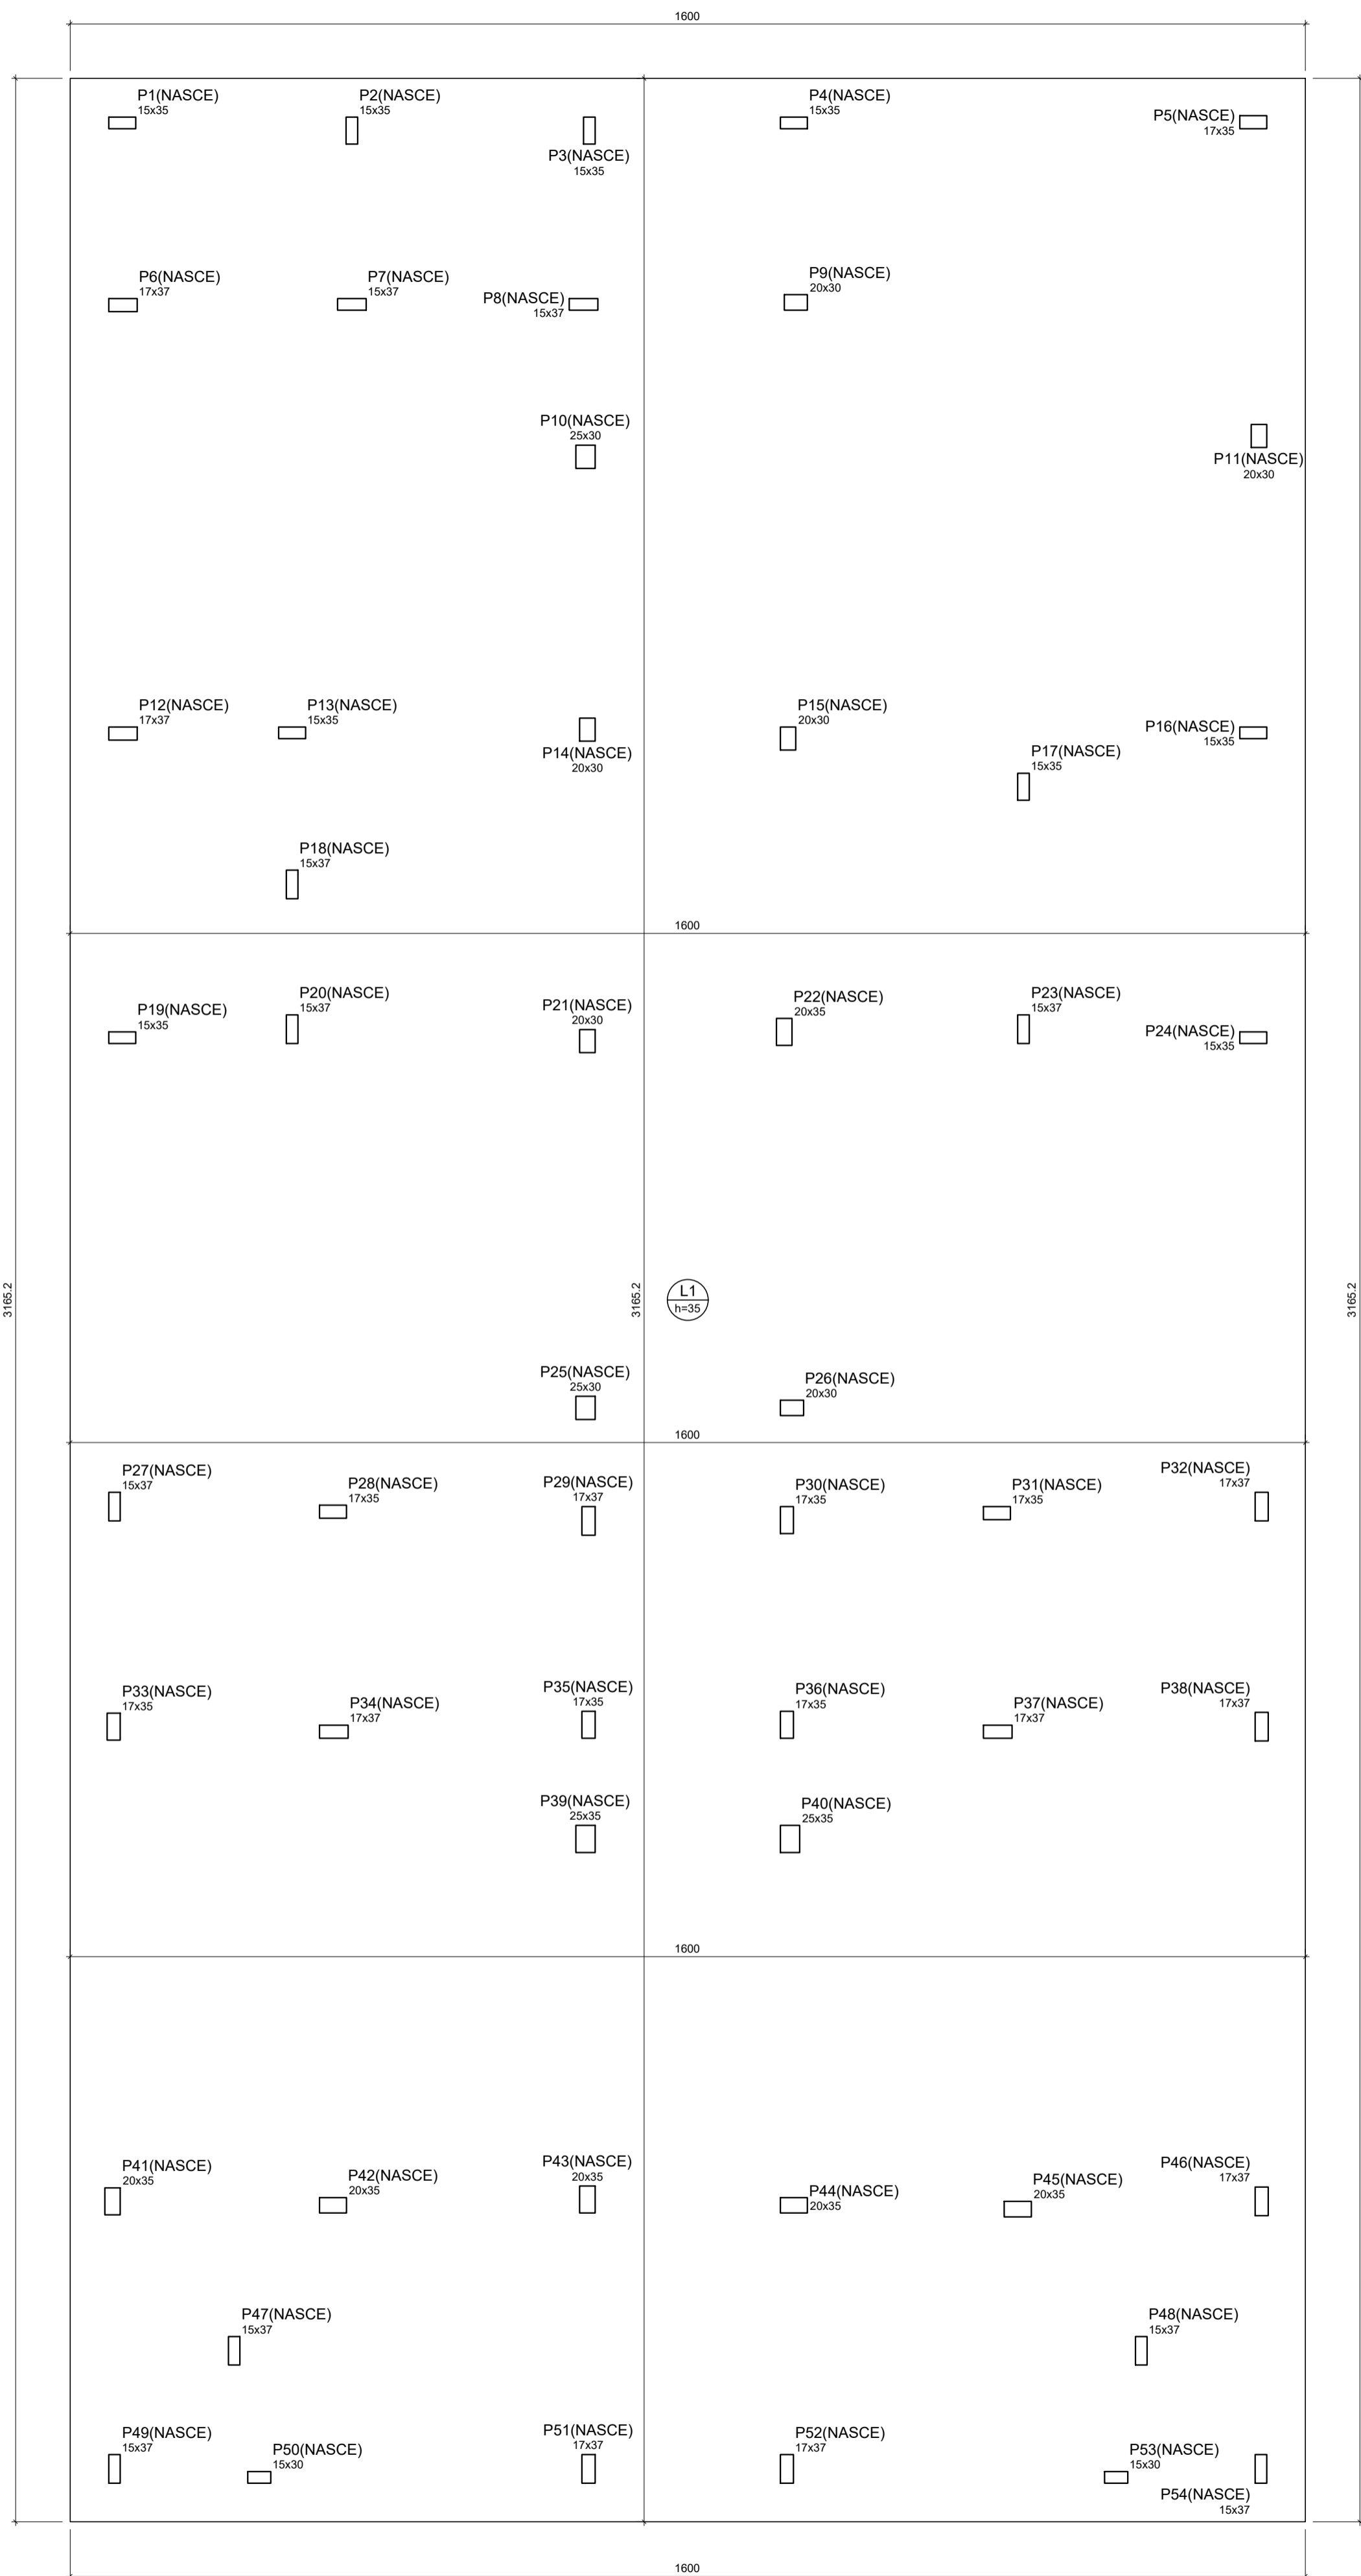 1600
P1(NASCE)
15x35
P2(NASCE)
15x35
P3(NASCE)
15x35
P4(NASCE)
15x35
P5(NASCE)
17x35
P6(NASCE)
17x37
P7(NASCE)
15x37
P8(NASCE)
15x37
P9(NASCE)
20x30
P10(NASCE)
25x30
P11(NASCE)
20x30
P12(NASCE)
17x37
P13(NASCE)
15x35
P14(NASCE)
20x30
P15(NASCE)
20x30
P16(NASCE)
15x35
P17(NASCE)
15x35
P18(NASCE)
15x37
1600
P19(NASCE)
15x35
P20(NASCE)
15x37
P21(NASCE)
20x30
P22(NASCE)
20x35
P23(NASCE)
15x37
P24(NASCE)
15x35
3165.2
3165.2
L1
h=35
3165.2
P25(NASCE)
25x30
P26(NASCE)
20x30
1600
P27(NASCE)
15x37
P28(NASCE)
17x35
P29(NASCE)
17x37
P30(NASCE)
17x35
P31(NASCE)
17x35
P32(NASCE)
17x37
P33(NASCE)
17x35
P34(NASCE)
17x37
P35(NASCE)
17x35
P36(NASCE)
17x35
P37(NASCE)
17x37
P38(NASCE)
17x37
P39(NASCE)
25x35
P40(NASCE)
25x35
1600
P41(NASCE)
20x35
P42(NASCE)
20x35
P43(NASCE)
20x35
P44(NASCE)
20x35
P45(NASCE)
20x35
P46(NASCE)
17x37
P47(NASCE)
15x37
P48(NASCE)
15x37
P49(NASCE)
15x37
P50(NASCE)
15x30
P51(NASCE)
17x37
P52(NASCE)
17x37
P53(NASCE)
15x30
P54(NASCE)
15x37
1600